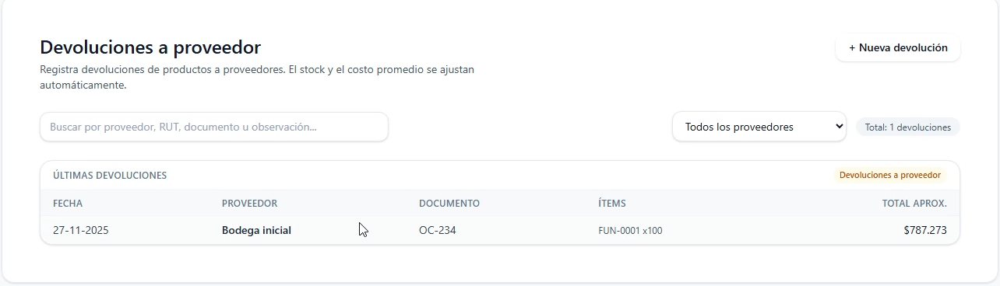 Devoluciones a proveedor
+ Nueva devolución
Registra devoluciones de productos a proveedores. El stock y el costo promedio se ajustan
automáticamente.
Buscar por proveedor, RUT, documento u observación...
Todos los proveedores
Total: 1 devoluciones
ÚLTIMAS DEVOLUCIONES
Devoluciones a proveedor
FECHA PROVEEDOR DOCUMENTO ÍTEMS TOTAL APROX.
27-11-2025 Bodega inicial OC-234 FUN-0001 x100 $787.273